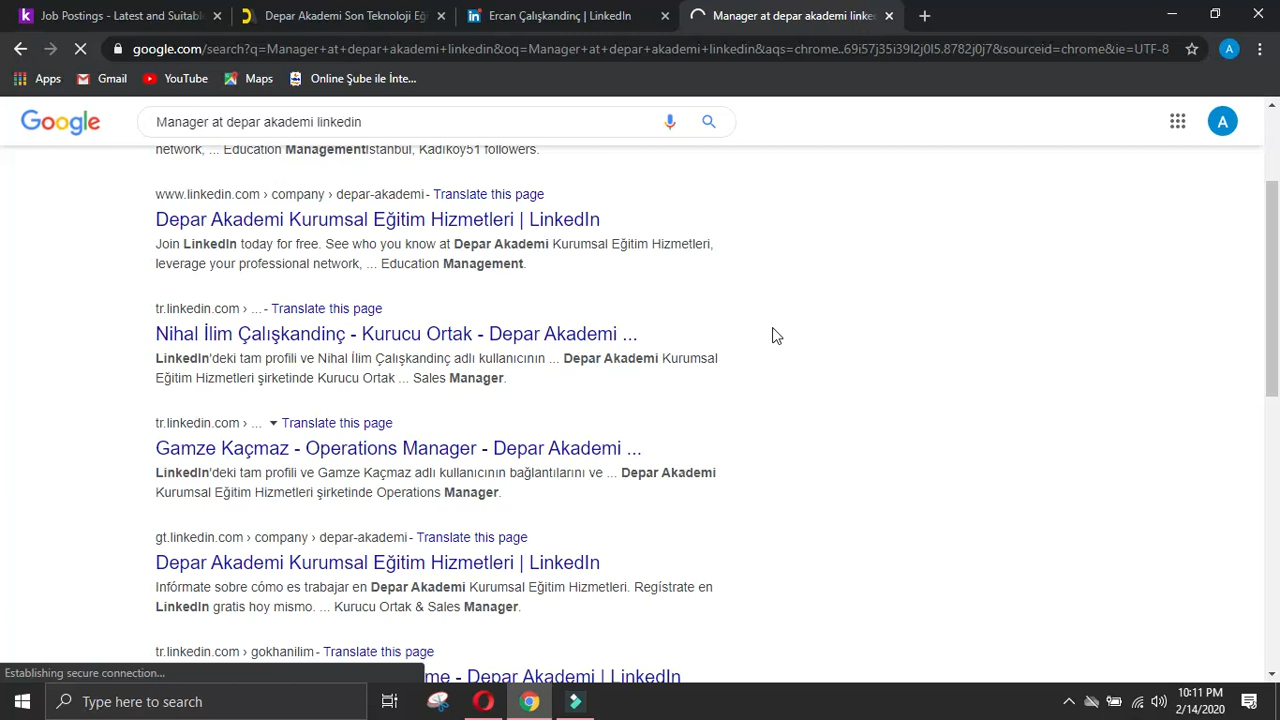 Job Postings - Latest and Suitabl
Depar Akademi Son Teknoloji Eğ
Ercan Çalışkandinç | LinkedIn
Manager at depar akademi linke
google.com/search?q=Manager+at+depar+akademi+linkedin&oq=Manager+at+depar+akademi+linkedin&aqs=chrome..69i57j35i39l2j0l5.8782j0j7&sourceid=chrome&ie=UTF-8
A
Apps
Gmail
YouTube
Maps
Online Şube ile İnte...
Google
Manager at depar akademi linkedin
A
network, ... Education Managementİstanbul, Kadıköy51 followers.
www.linkedin.com › company › depar-akademi - Translate this page
Depar Akademi Kurumsal Eğitim Hizmetleri | LinkedIn
Join LinkedIn today for free. See who you know at Depar Akademi Kurumsal Eğitim Hizmetleri,
leverage your professional network, ... Education Management.
tr.linkedin.com › ... - Translate this page
Nihal İlim Çalışkandinç - Kurucu Ortak - Depar Akademi ...
LinkedIn'deki tam profili ve Nihal İlim Çalışkandinç adlı kullanıcının ... Depar Akademi Kurumsal
Eğitim Hizmetleri şirketinde Kurucu Ortak ... Sales Manager.
tr.linkedin.com › ... Translate this page
Gamze Kaçmaz - Operations Manager - Depar Akademi ...
LinkedIn'deki tam profili ve Gamze Kaçmaz adlı kullanıcının bağlantılarını ve ... Depar Akademi
Kurumsal Eğitim Hizmetleri şirketinde Operations Manager.
gt.linkedin.com › company › depar-akademi - Translate this page
Depar Akademi Kurumsal Eğitim Hizmetleri | LinkedIn
Infórmate sobre cómo es trabajar en Depar Akademi Kurumsal Eğitim Hizmetleri. Regístrate en
LinkedIn gratis hoy mismo. ... Kurucu Ortak & Sales Manager.
tr.linkedin.com › gokhanilim - Translate this page
me - Depar Akademi | LinkedIn
Establishing secure connection...
Type here to search
10:11 PM
2/14/2020